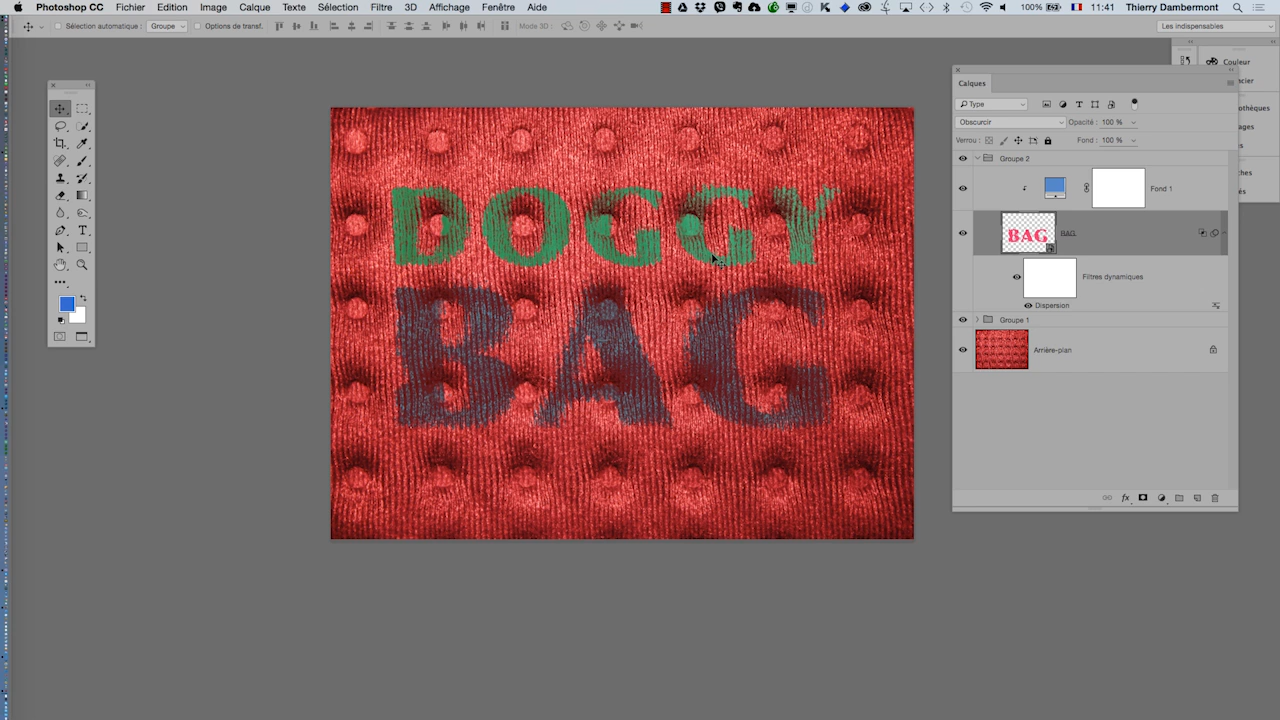 Photoshop CC Fichier Edition Image Calque Texte Sélection Filtre 3D Affichage Fenêtre Aide 100% 11:41 Thierry Dambermont
Sélection automatique : Groupe Options de transf. Mode 3D : Les indispensables
Couleur
Calques
Type
Obscurcir Opacité : 100 %
Verrou : Fond : 100 %
Groupe 2
Fond 1
BAG BAG
Filtres dynamiques
Dispersion
Groupe 1
Arrière-plan
DOGGY
BAG